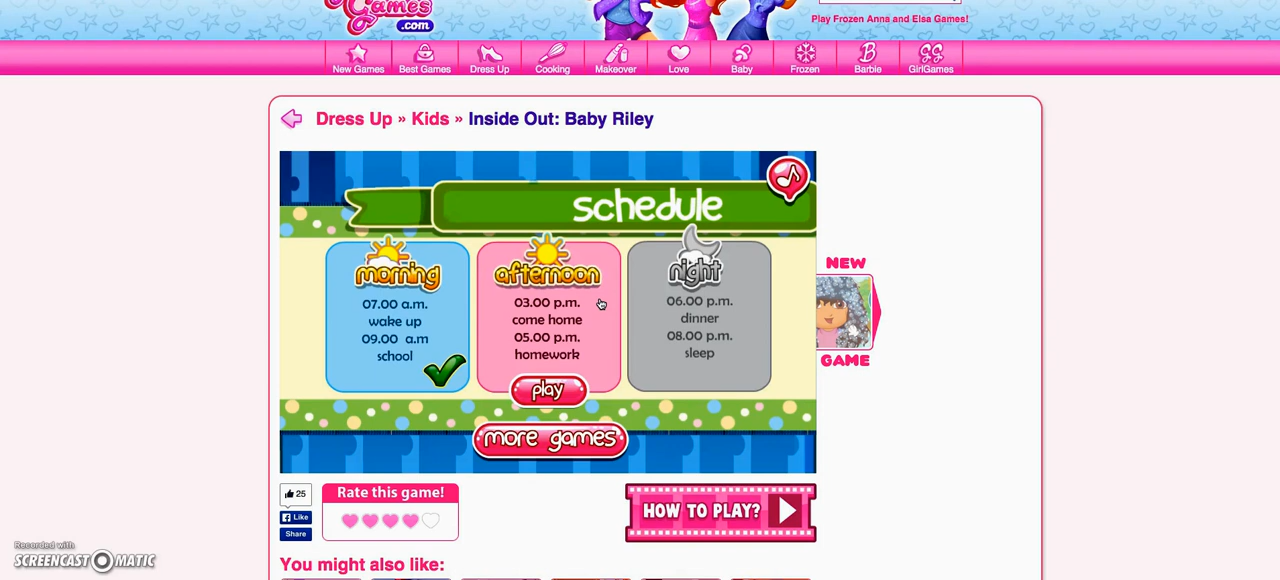 Games
.com
Play Frozen Anna and Elsa Games!
New Games
Best Games
Dress Up
Cooking
Makeover
Love
Baby
Frozen
Barbie
GirlGames
Dress Up » Kids » Inside Out: Baby Riley
schedule
morning
07.00 a.m.
wake up
09.00 a.m
school
afternoon
03.00 p.m.
come home
05.00 p.m.
homework
play
night
06.00 p.m.
dinner
08.00 p.m.
sleep
more games
NEW
GAME
25
Like
Share
Rate this game!
HOW TO PLAY?
You might also like:
Recorded with
SCREENCAST-O-MATIC